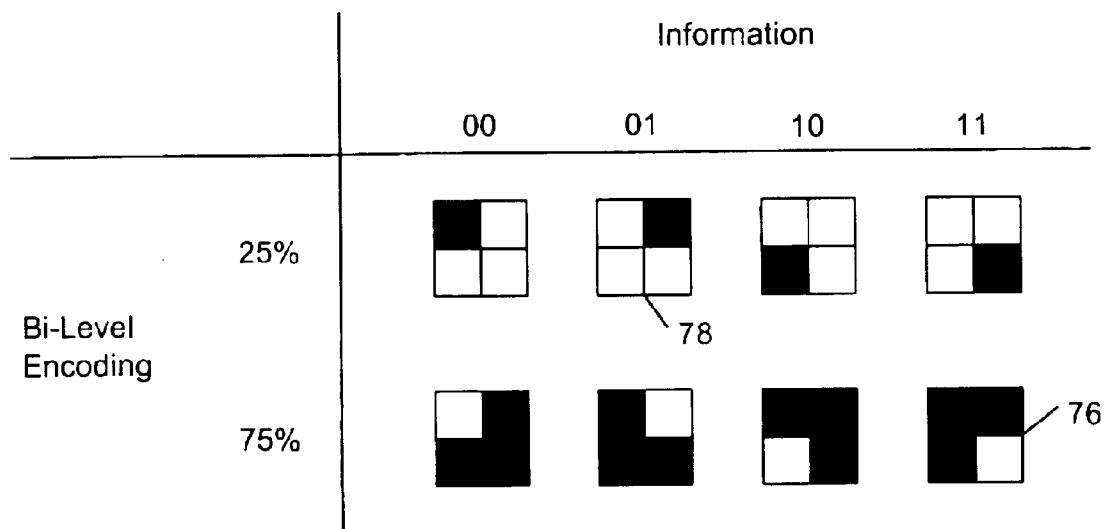 Information
00 01 10 11
25%
78
Bi-Level
Encoding
75%
76